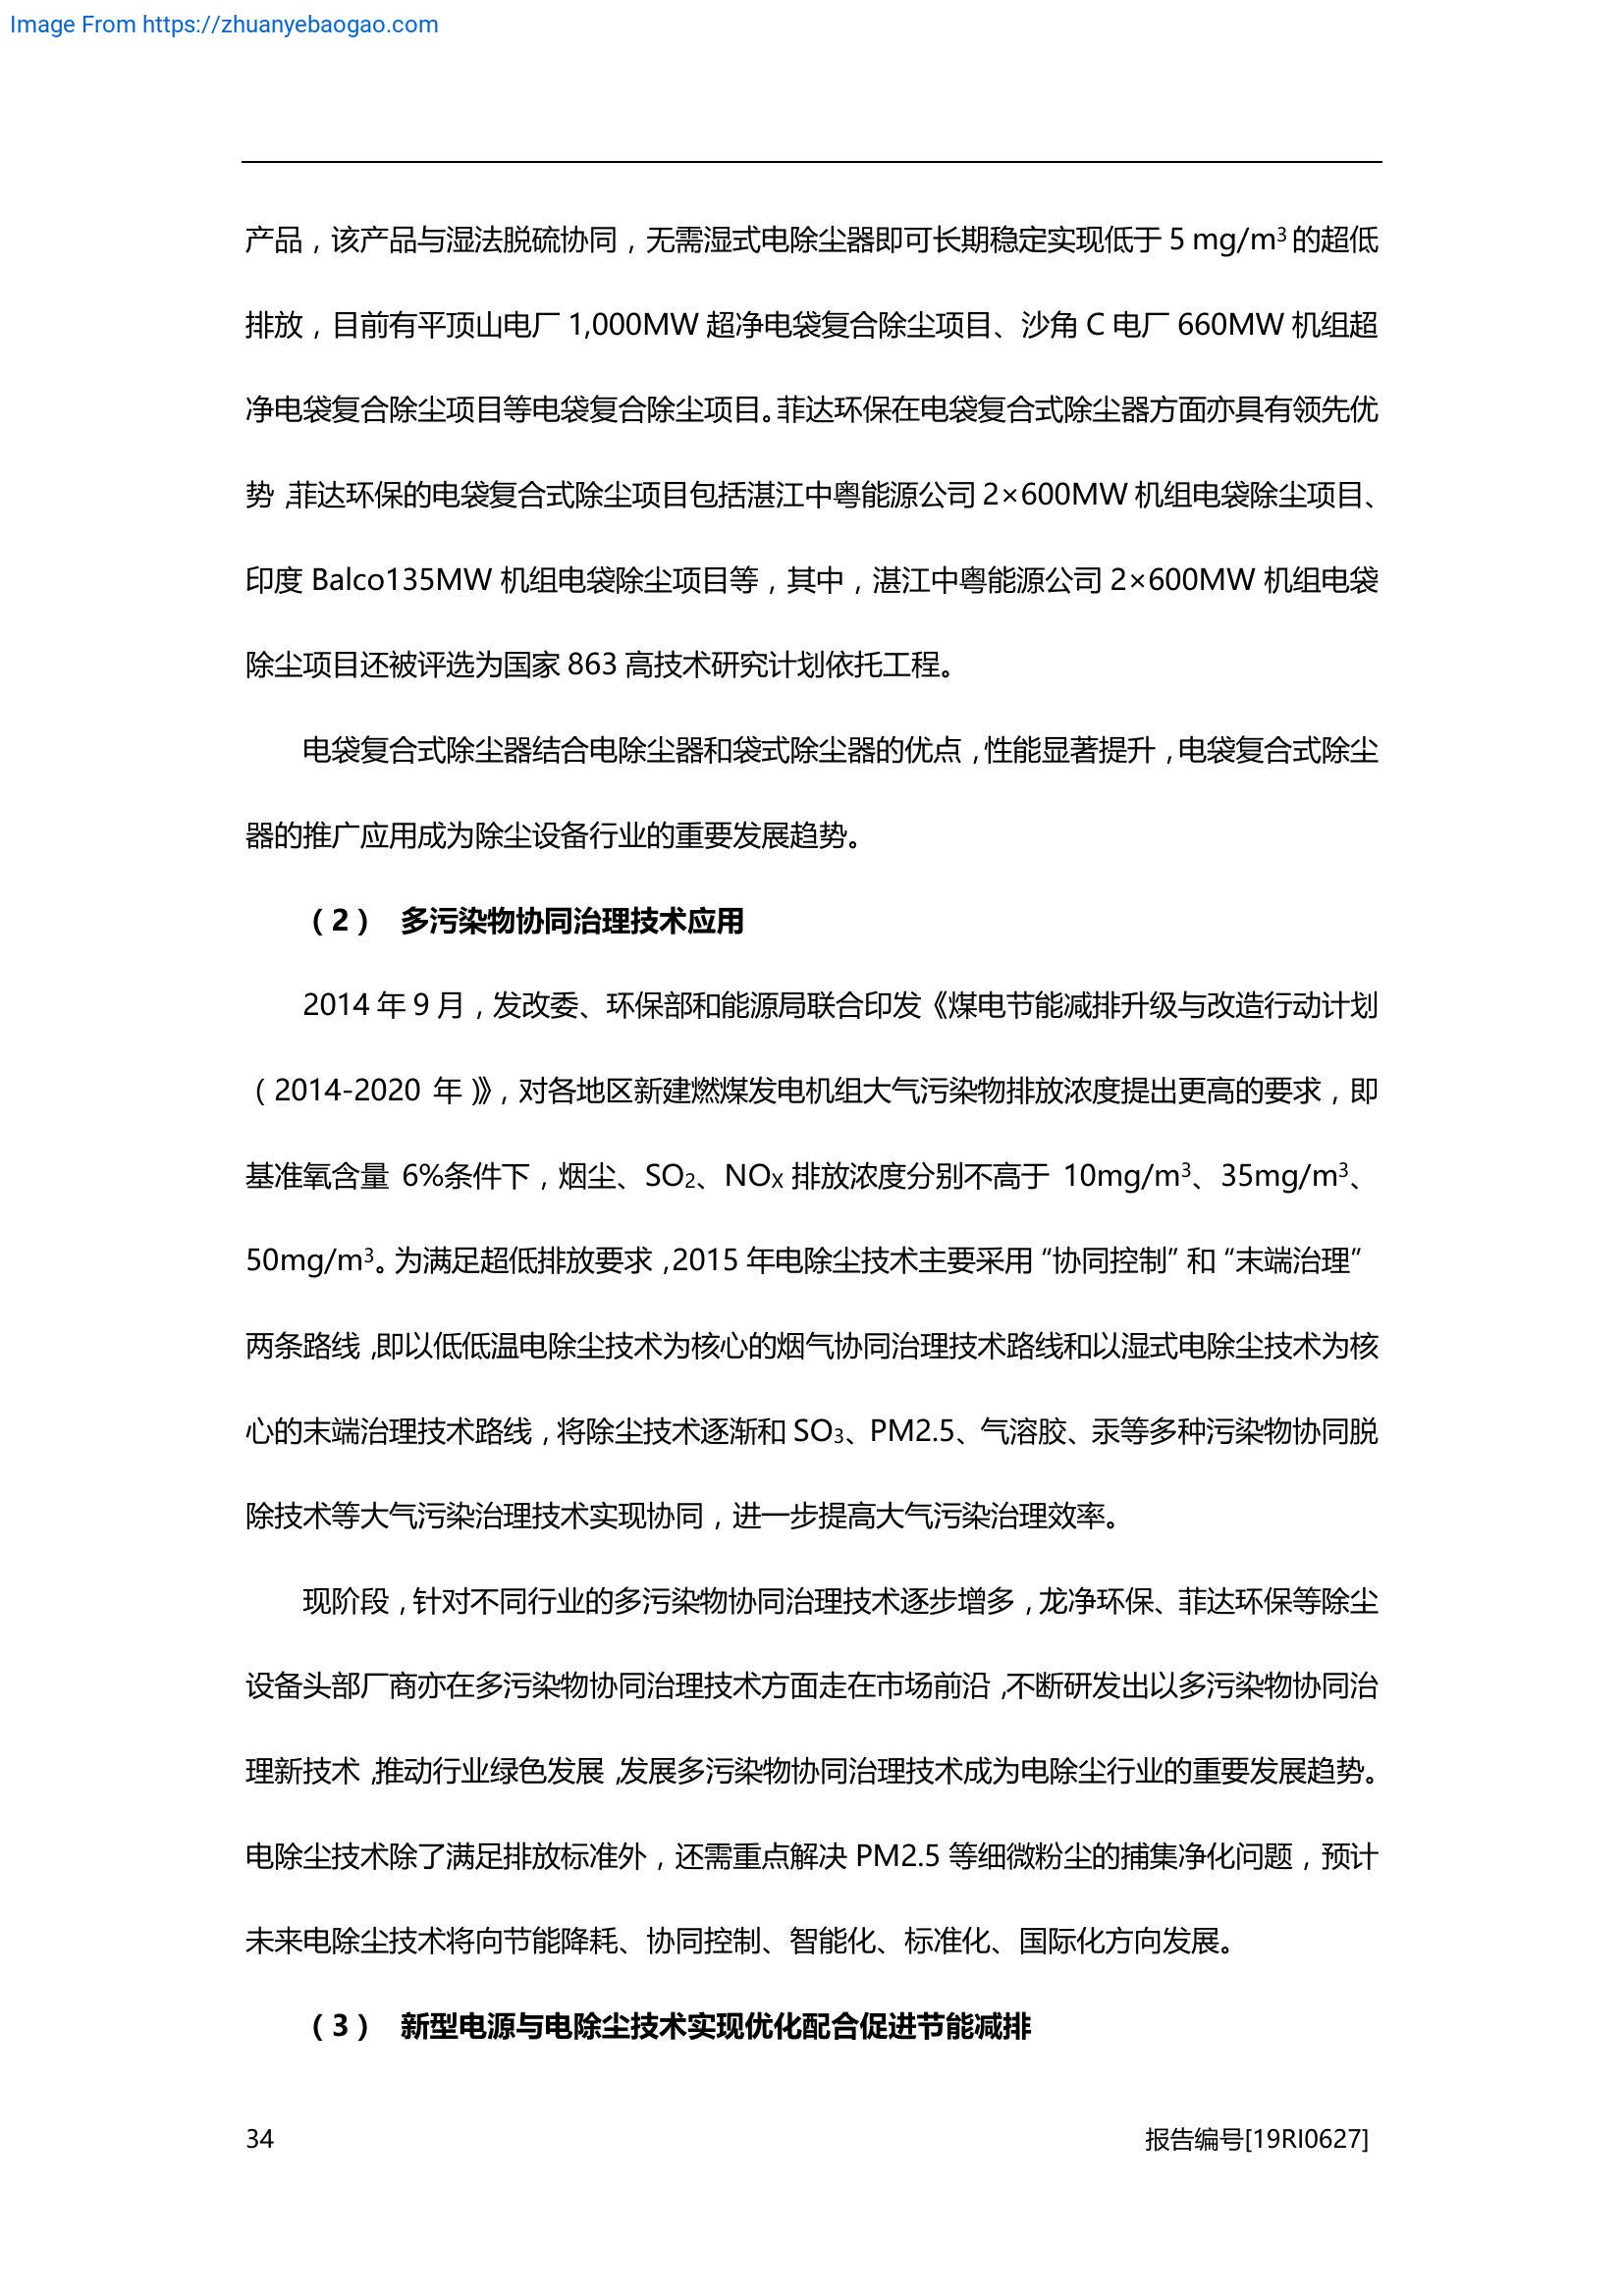 Image From https://zhuanyebaogao.com
产品，该产品与湿法脱硫协同，无需湿式电除尘器即可长期稳定实现低于 5 mg/m³ 的超低
排放，目前有平顶山电厂 1,000MW 超净电袋复合除尘项目、沙角 C 电厂 660MW 机组超
净电袋复合除尘项目等电袋复合除尘项目。菲达环保在电袋复合式除尘器方面亦具有领先优
势，菲达环保的电袋复合式除尘项目包括湛江中粤能源公司 2×600MW 机组电袋除尘项目、
印度 Balco135MW 机组电袋除尘项目等，其中，湛江中粤能源公司 2×600MW 机组电袋
除尘项目还被评选为国家 863 高技术研究计划依托工程。
电袋复合式除尘器结合电除尘器和袋式除尘器的优点，性能显著提升，电袋复合式除尘
器的推广应用成为除尘设备行业的重要发展趋势。
（2） 多污染物协同治理技术应用
2014 年 9 月，发改委、环保部和能源局联合印发《煤电节能减排升级与改造行动计划
（2014-2020 年）》，对各地区新建燃煤发电机组大气污染物排放浓度提出更高的要求，即
基准氧含量 6%条件下，烟尘、SO₂、NOX 排放浓度分别不高于 10mg/m³、35mg/m³、
50mg/m³。为满足超低排放要求，2015 年电除尘技术主要采用“协同控制”和“末端治理”
两条路线，即以低低温电除尘技术为核心的烟气协同治理技术路线和以湿式电除尘技术为核
心的末端治理技术路线，将除尘技术逐渐和 SO₃、PM2.5、气溶胶、汞等多种污染物协同脱
除技术等大气污染治理技术实现协同，进一步提高大气污染治理效率。
现阶段，针对不同行业的多污染物协同治理技术逐步增多，龙净环保、菲达环保等除尘
设备头部厂商亦在多污染物协同治理技术方面走在市场前沿，不断研发出以多污染物协同治
理新技术，推动行业绿色发展，发展多污染物协同治理技术成为电除尘行业的重要发展趋势。
电除尘技术除了满足排放标准外，还需重点解决 PM2.5 等细微粉尘的捕集净化问题，预计
未来电除尘技术将向节能降耗、协同控制、智能化、标准化、国际化方向发展。
（3） 新型电源与电除尘技术实现优化配合促进节能减排
34 报告编号[19RI0627]